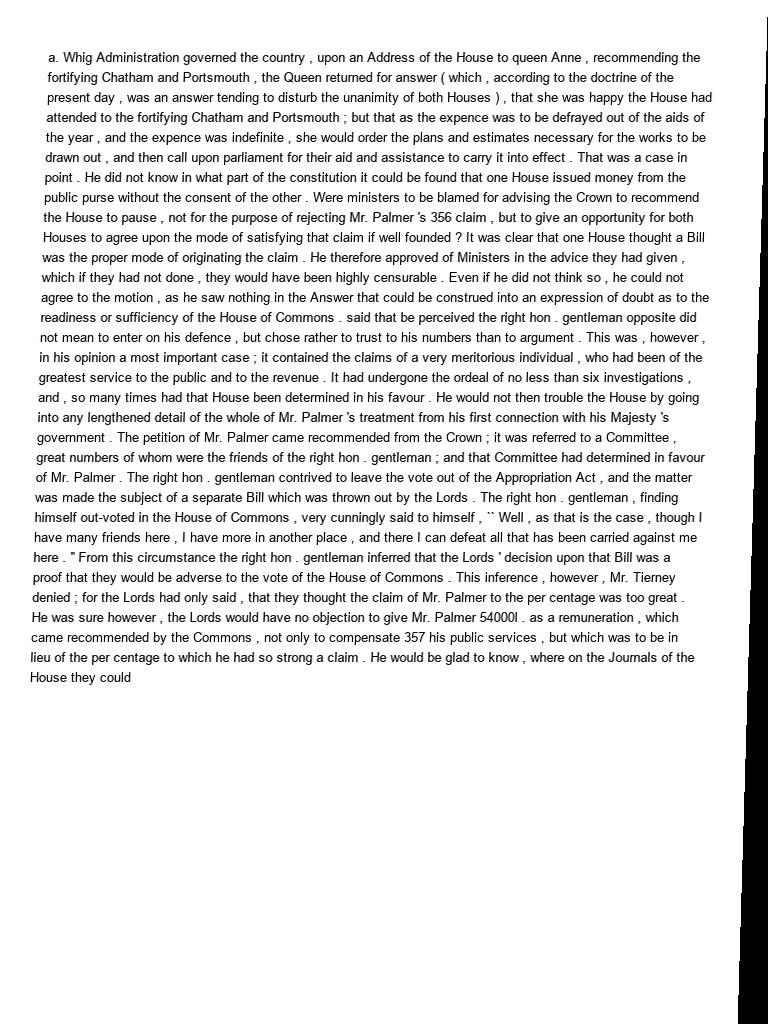 a. Whig Administration governed the country , upon an Address of the House to queen Anne , recommending the
fortifying Chatham and Portsmouth , the Queen returned for answer ( which , according to the doctrine of the
present day , was an answer tending to disturb the unanimity of both Houses ) , that she was happy the House had
attended to the fortifying Chatham and Portsmouth ; but that as the expence was to be defrayed out of the aids of
the year , and the expence was indefinite , she would order the plans and estimates necessary for the works to be
drawn out , and then call upon parliament for their aid and assistance to carry it into effect . That was a case in
point . He did not know in what part of the constitution it could be found that one House issued money from the
public purse without the consent of the other . Were ministers to be blamed for advising the Crown to recommend
the House to pause , not for the purpose of rejecting Mr. Palmer 's 356 claim , but to give an opportunity for both
Houses to agree upon the mode of satisfying that claim if well founded ? It was clear that one House thought a Bill
was the proper mode of originating the claim . He therefore approved of Ministers in the advice they had given ,
which if they had not done , they would have been highly censurable . Even if he did not think so , he could not
agree to the motion , as he saw nothing in the Answer that could be construed into an expression of doubt as to the
readiness or sufficiency of the House of Commons . said that be perceived the right hon . gentleman opposite did
not mean to enter on his defence , but chose rather to trust to his numbers than to argument . This was , however ,
in his opinion a most important case ; it contained the claims of a very meritorious individual , who had been of the
greatest service to the public and to the revenue . It had undergone the ordeal of no less than six investigations ,
and , so many times had that House been determined in his favour . He would not then trouble the House by going
into any lengthened detail of the whole of Mr. Palmer 's treatment from his first connection with his Majesty 's
government . The petition of Mr. Palmer came recommended from the Crown ; it was referred to a Committee ,
great numbers of whom were the friends of the right hon . gentleman ; and that Committee had determined in favour
of Mr. Palmer . The right hon . gentleman contrived to leave the vote out of the Appropriation Act , and the matter
was made the subject of a separate Bill which was thrown out by the Lords . The right hon . gentleman , finding
himself out-voted in the House of Commons , very cunningly said to himself , `` Well , as that is the case , though I
have many friends here , I have more in another place , and there I can defeat all that has been carried against me
here . " From this circumstance the right hon . gentleman inferred that the Lords ' decision upon that Bill was a
proof that they would be adverse to the vote of the House of Commons . This inference , however , Mr. Tierney
denied ; for the Lords had only said , that they thought the claim of Mr. Palmer to the per centage was too great .
He was sure however , the Lords would have no objection to give Mr. Palmer 54000l . as a remuneration , which
came recommended by the Commons , not only to compensate 357 his public services , but which was to be in
lieu of the per centage to which he had so strong a claim . He would be glad to know , where on the Journals of the
House they could